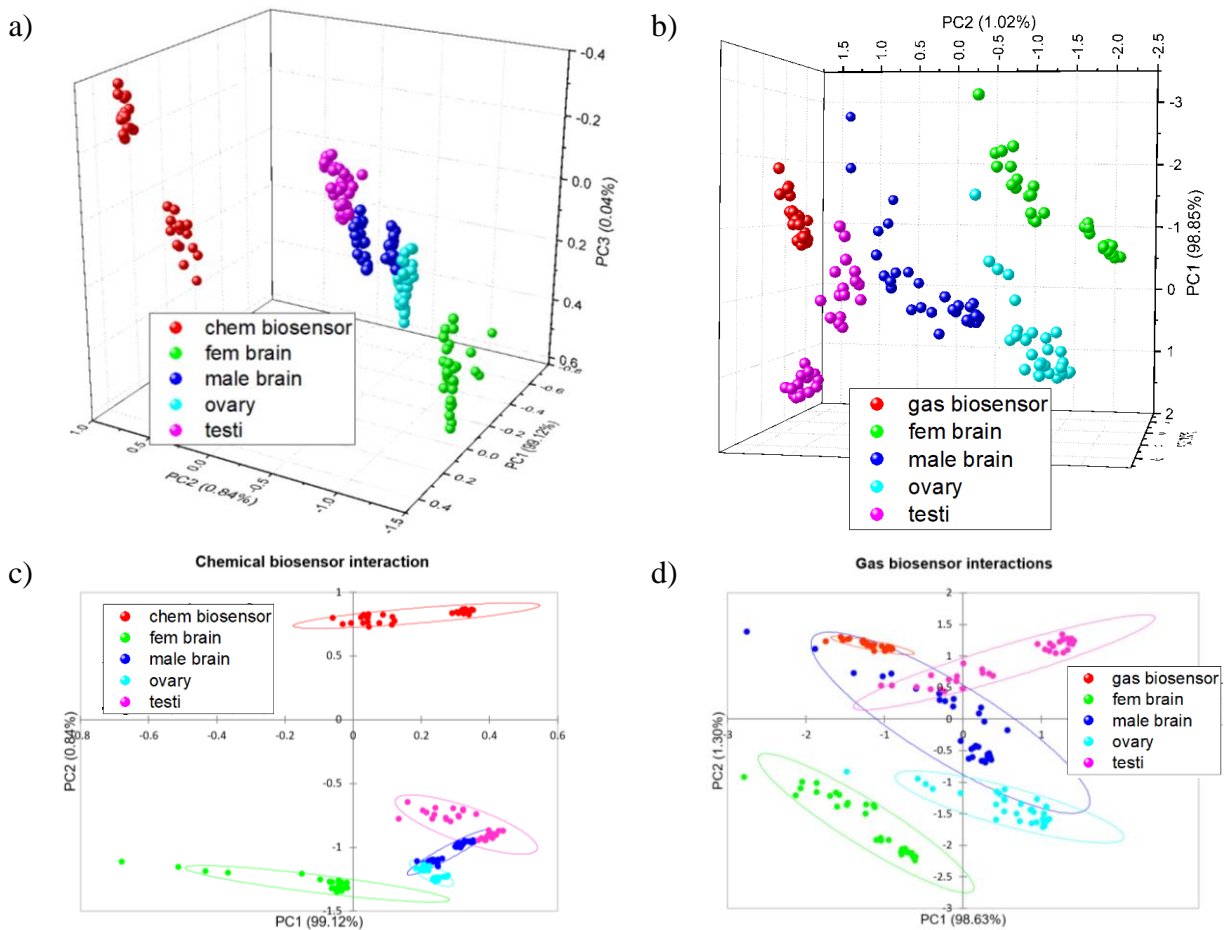 a)
-0.4
-0.2
0.0
0.2
0.4
0.6
PC3 (0.04%)
chem biosensor
fem brain
male brain
ovary
testi
1.0
0.5
0.0
-0.5
-1.0
-1.5
PC2 (0.84%)
-0.8
-0.6
-0.4
-0.2
0.0
0.2
0.4
PC1 (99.12%)
b)
PC2 (1.02%)
1.5
1.0
0.5
0.0
-0.5
-1.0
-1.5
-2.0
-2.5
-3
-2
-1
0
1
2
PC1 (98.85%)
gas biosensor
fem brain
male brain
ovary
testi
c)
Chemical biosensor interaction
chem biosensor
fem brain
male brain
ovary
testi
1
0.5
0
-0.5
-1
-1.5
-0.8
-0.6
-0.4
-0.2
0
0.2
0.4
0.6
PC2 (0.84%)
PC1 (99.12%)
d)
Gas biosensor interactions
2
1.5
1
0.5
0
-0.5
-1
-1.5
-2
-2.5
-3
-3
-2
-1
0
1
PC2 (1.30%)
PC1 (98.63%)
gas biosensor
fem brain
male brain
ovary
testi